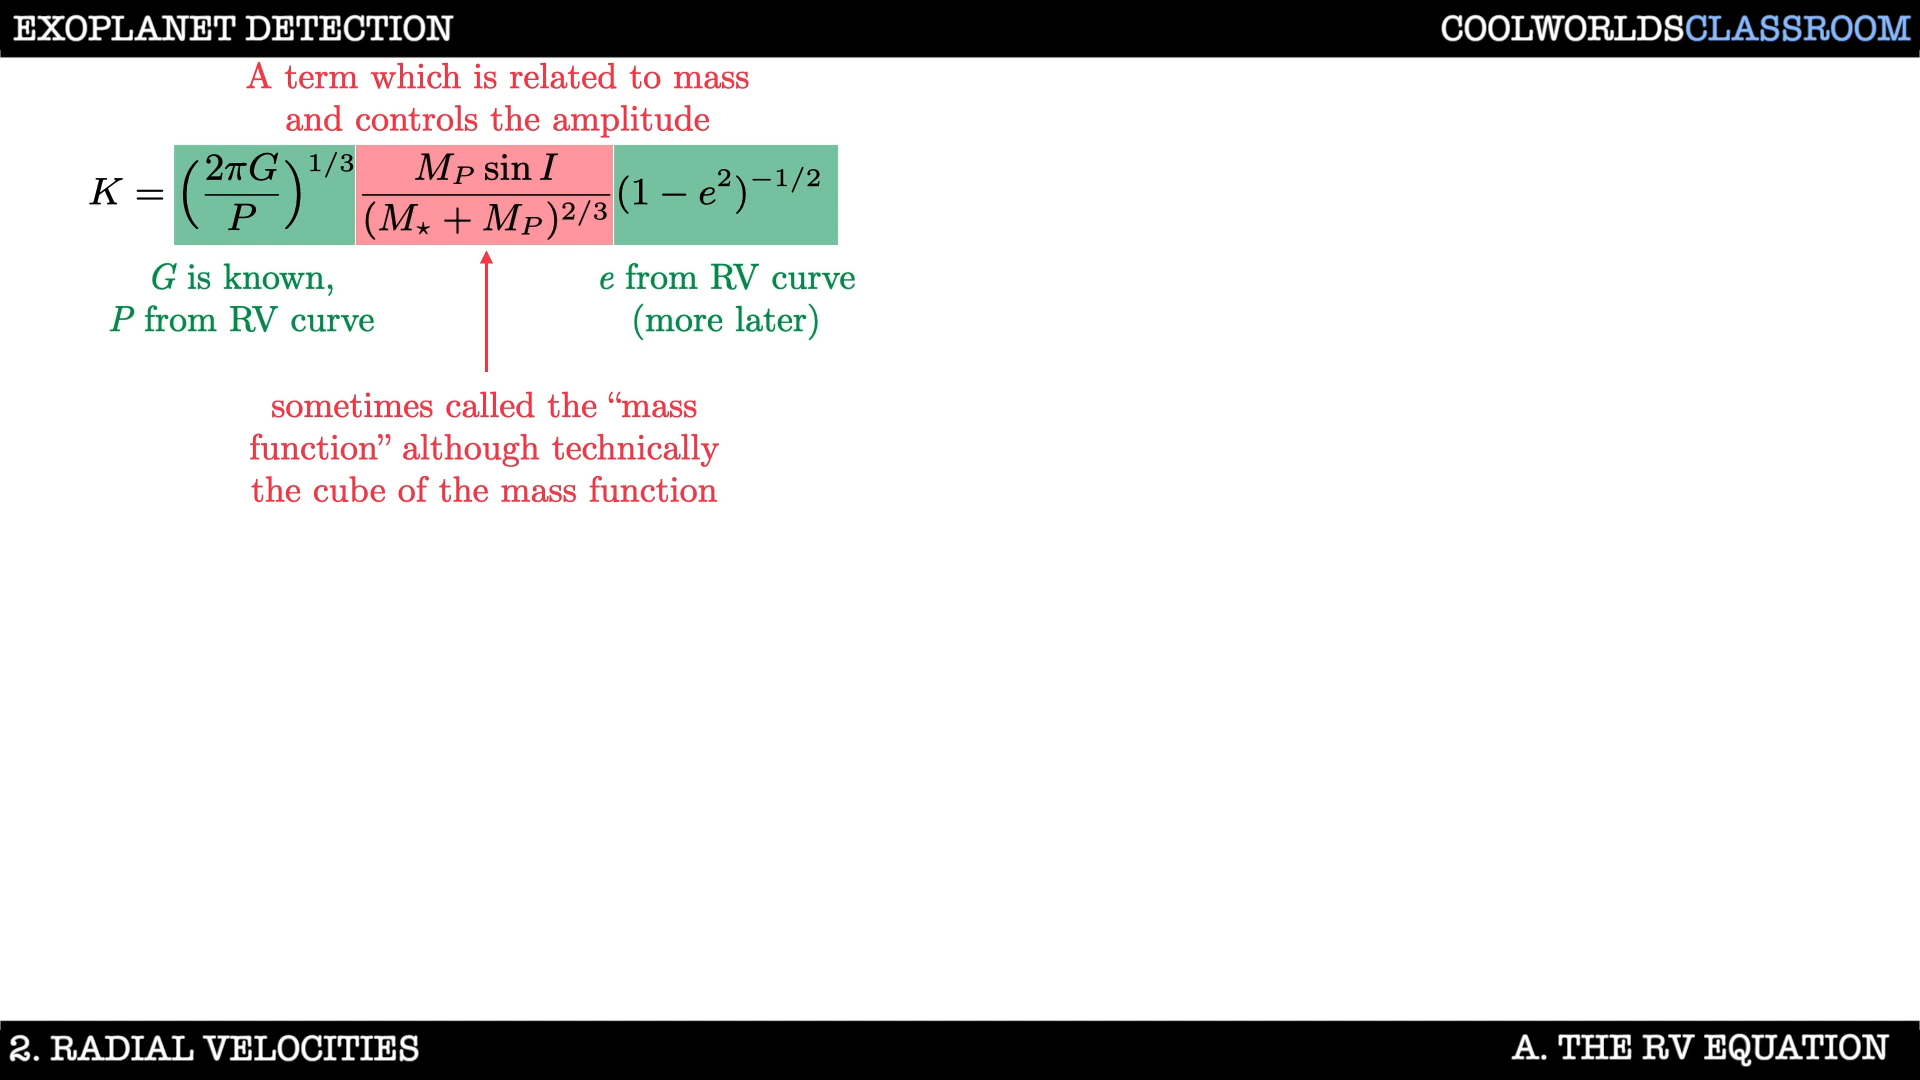 EXOPLANET DETECTION
COOLWORLDSCLASSROOM
A term which is related to mass
and controls the amplitude
K = (2πG/P)^{1/3} M_P sin I/(M_⋆ + M_P)^{2/3} (1 − e²)^{−1/2}
G is known,
P from RV curve
e from RV curve
(more later)
sometimes called the “mass
function” although technically
the cube of the mass function
2. RADIAL VELOCITIES
A. THE RV EQUATION